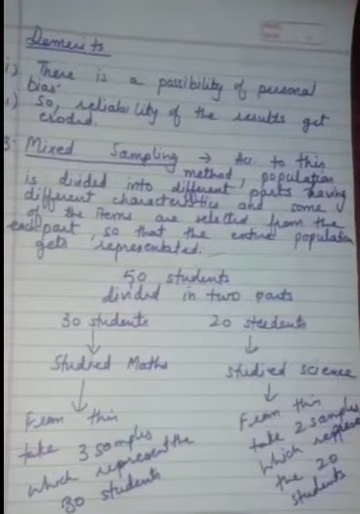 Demerits
i) There is a possibility of personal
bias.
i) So, reliability of the results get
eroded.
3. Mixed Sampling → Acc. to this
method, population
is divided into different parts having
different characteristics and some
of the items are selected from the
each part, so that the entire population
gets represented.
50 students
divided in two parts
30 students 20 students
↓ ↓
Studied Maths Studied Science
↓ ↓
From this
take 3 samples
which represent the
30 students
From this
take 2 samples
which represe
the 20
students